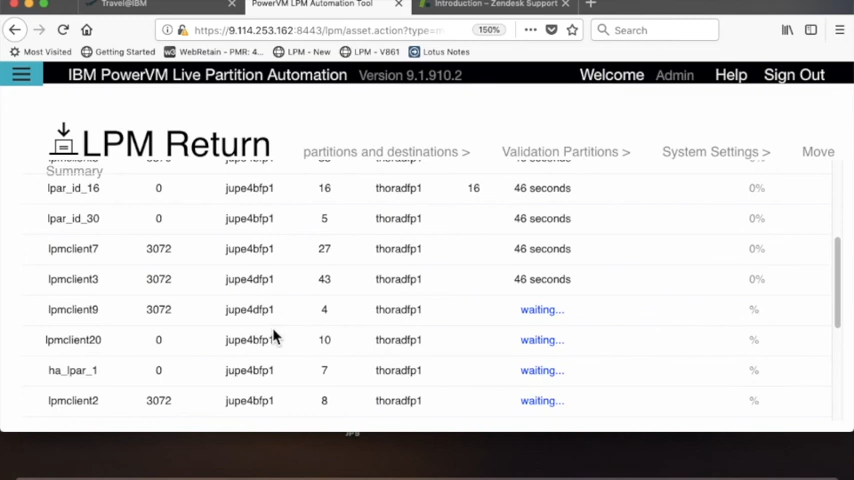 Travel@IBM
PowerVM LPM Automation Tool
Introduction – Zendesk Support
https://9.114.253.162:8443/lpm/asset.action?type=
150%
Search
Most Visited
Getting Started
WebRetain - PMR: 4...
LPM - New
LPM - V861
Lotus Notes
IBM PowerVM Live Partition Automation
Version 9.1.910.2
Welcome
Admin
Help
Sign Out
LPM Return
partitions and destinations >
Validation Partitions >
System Settings >
Move
Summary
lpar_id_16 0 jupe4bfp1 16 thoradfp1 16 46 seconds 0%
lpar_id_30 0 jupe4bfp1 5 thoradfp1 46 seconds 0%
lpmclient7 3072 jupe4bfp1 27 thoradfp1 46 seconds 0%
lpmclient3 3072 jupe4dfp1 43 thoradfp1 46 seconds 0%
lpmclient9 3072 jupe4dfp1 4 thoradfp1 waiting... %
lpmclient20 0 jupe4bfp1 10 thoradfp1 waiting... %
ha_lpar_1 0 jupe4bfp1 7 thoradfp1 waiting... %
lpmclient2 3072 jupe4bfp1 8 thoradfp1 waiting... %